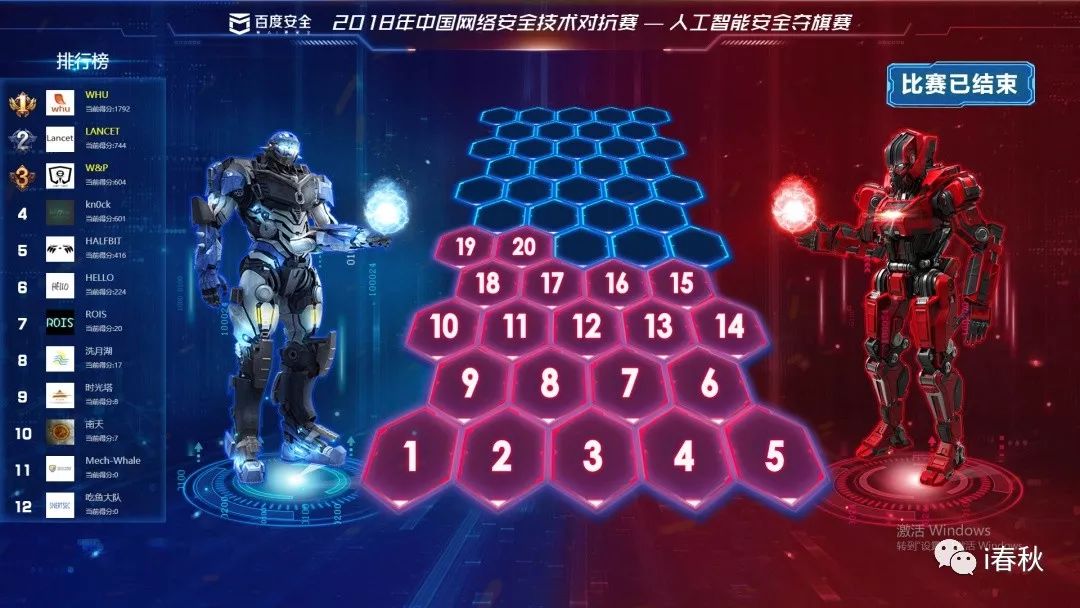 百度安全
2018年中国网络安全技术对抗赛 — 人工智能安全夺旗赛
排行榜
比赛已结束
1
whu
WHU
当前得分:1792
2
Lancet
LANCET
当前得分:744
3
W&P
当前得分:604
4
kn0ck
当前得分:601
5
HALFBIT
当前得分:416
6
HELLO
HELLO
当前得分:224
7
ROIS
ROIS
当前得分:20
8
洗月湖
当前得分:17
9
时光塔
当前得分:8
10
南天
当前得分:7
11
Mech-Whale
当前得分:0
12
吃鱼大队
当前得分:0
19 20
18 17 16 15
10 11 12 13 14
9 8 7 6
1 2 3 4 5
100024
激活 Windows
i春秋